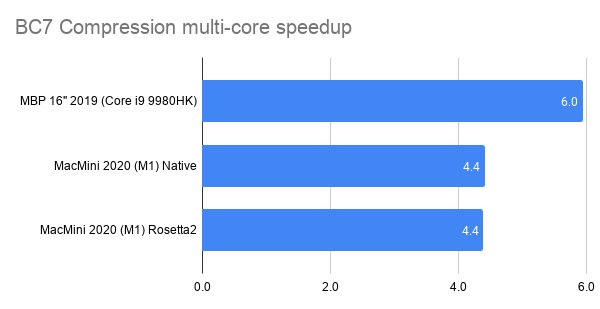 BC7 Compression multi-core speedup
MBP 16" 2019 (Core i9 9980HK)
6.0
MacMini 2020 (M1) Native
4.4
MacMini 2020 (M1) Rosetta2
4.4
0.0 2.0 4.0 6.0